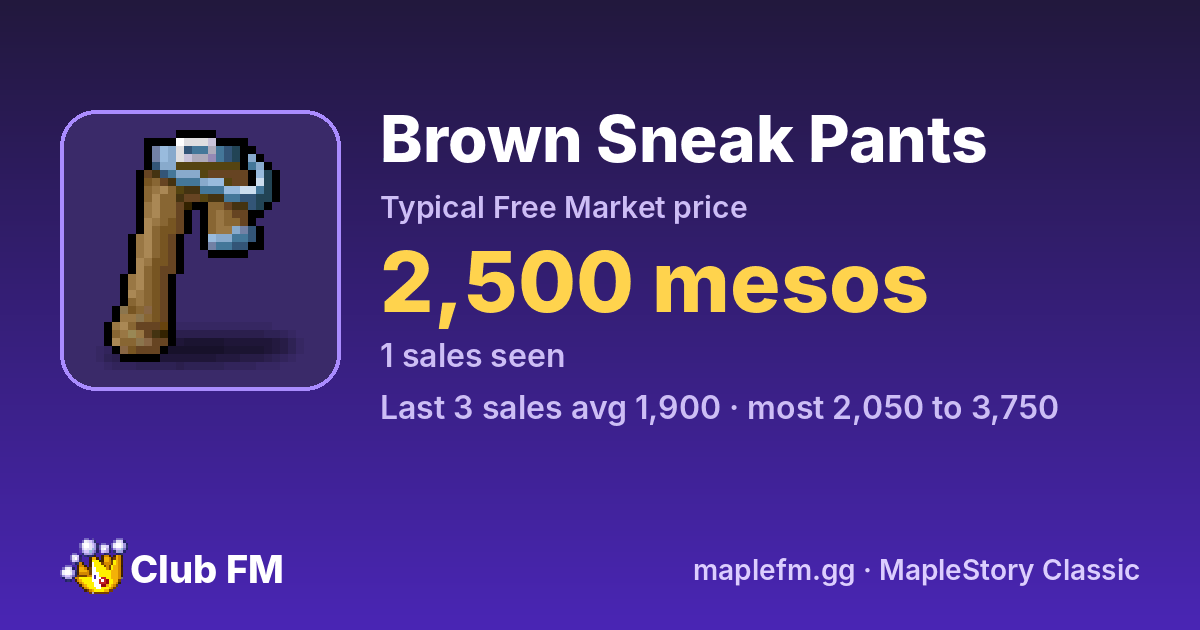 Brown Sneak Pants
Typical Free Market price
2,500 mesos
1 sales seen
Last 3 sales avg 1,900 · most 2,050 to 3,750
Club FM
maplefm.gg · MapleStory Classic